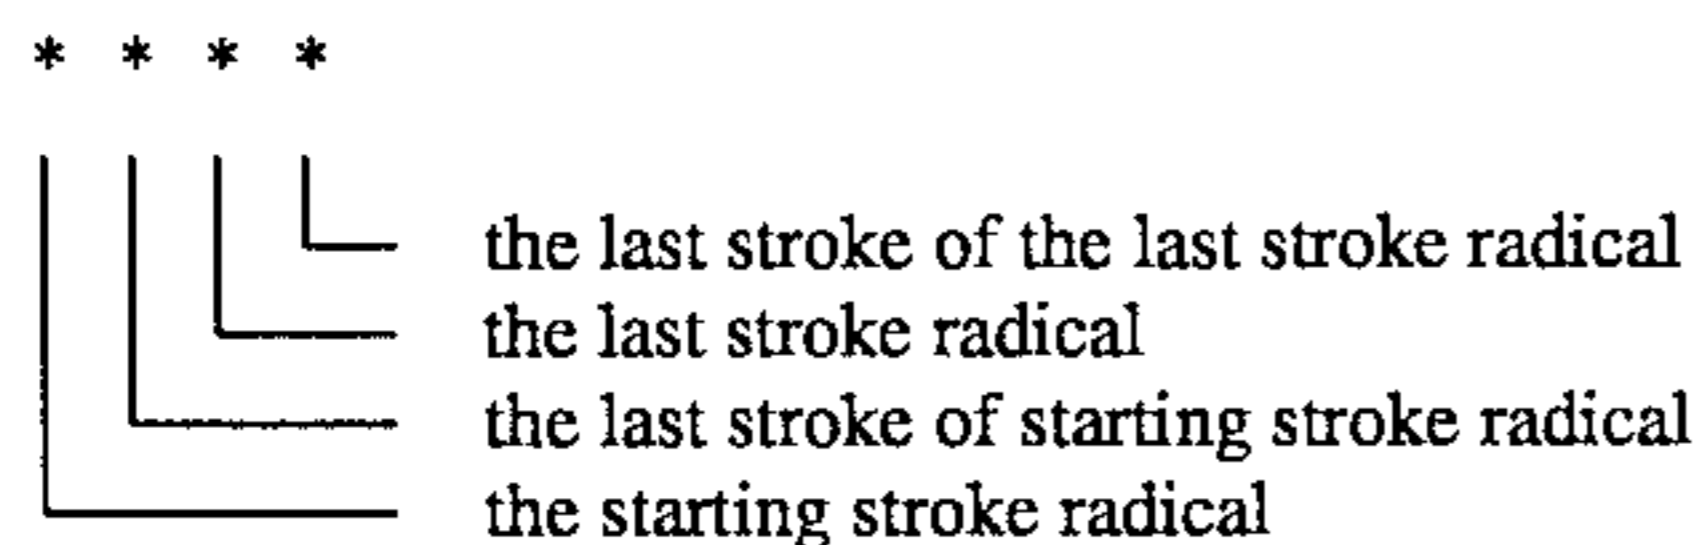 * * * *
the last stroke of the last stroke radical
the last stroke radical
the last stroke of starting stroke radical
the starting stroke radical